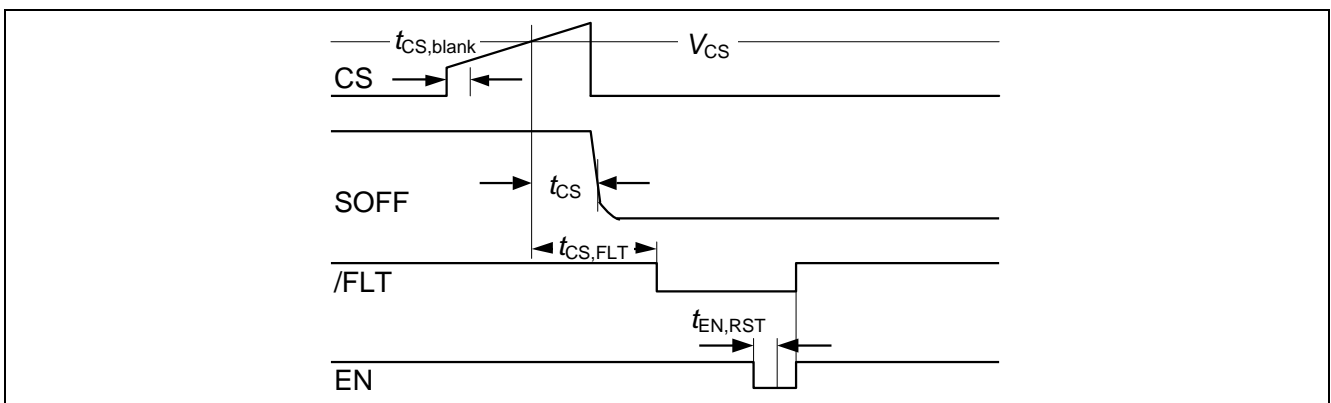 tCS,blank
VCS
CS
tCS
SOFF
tCS,FLT
/FLT
tEN,RST
EN